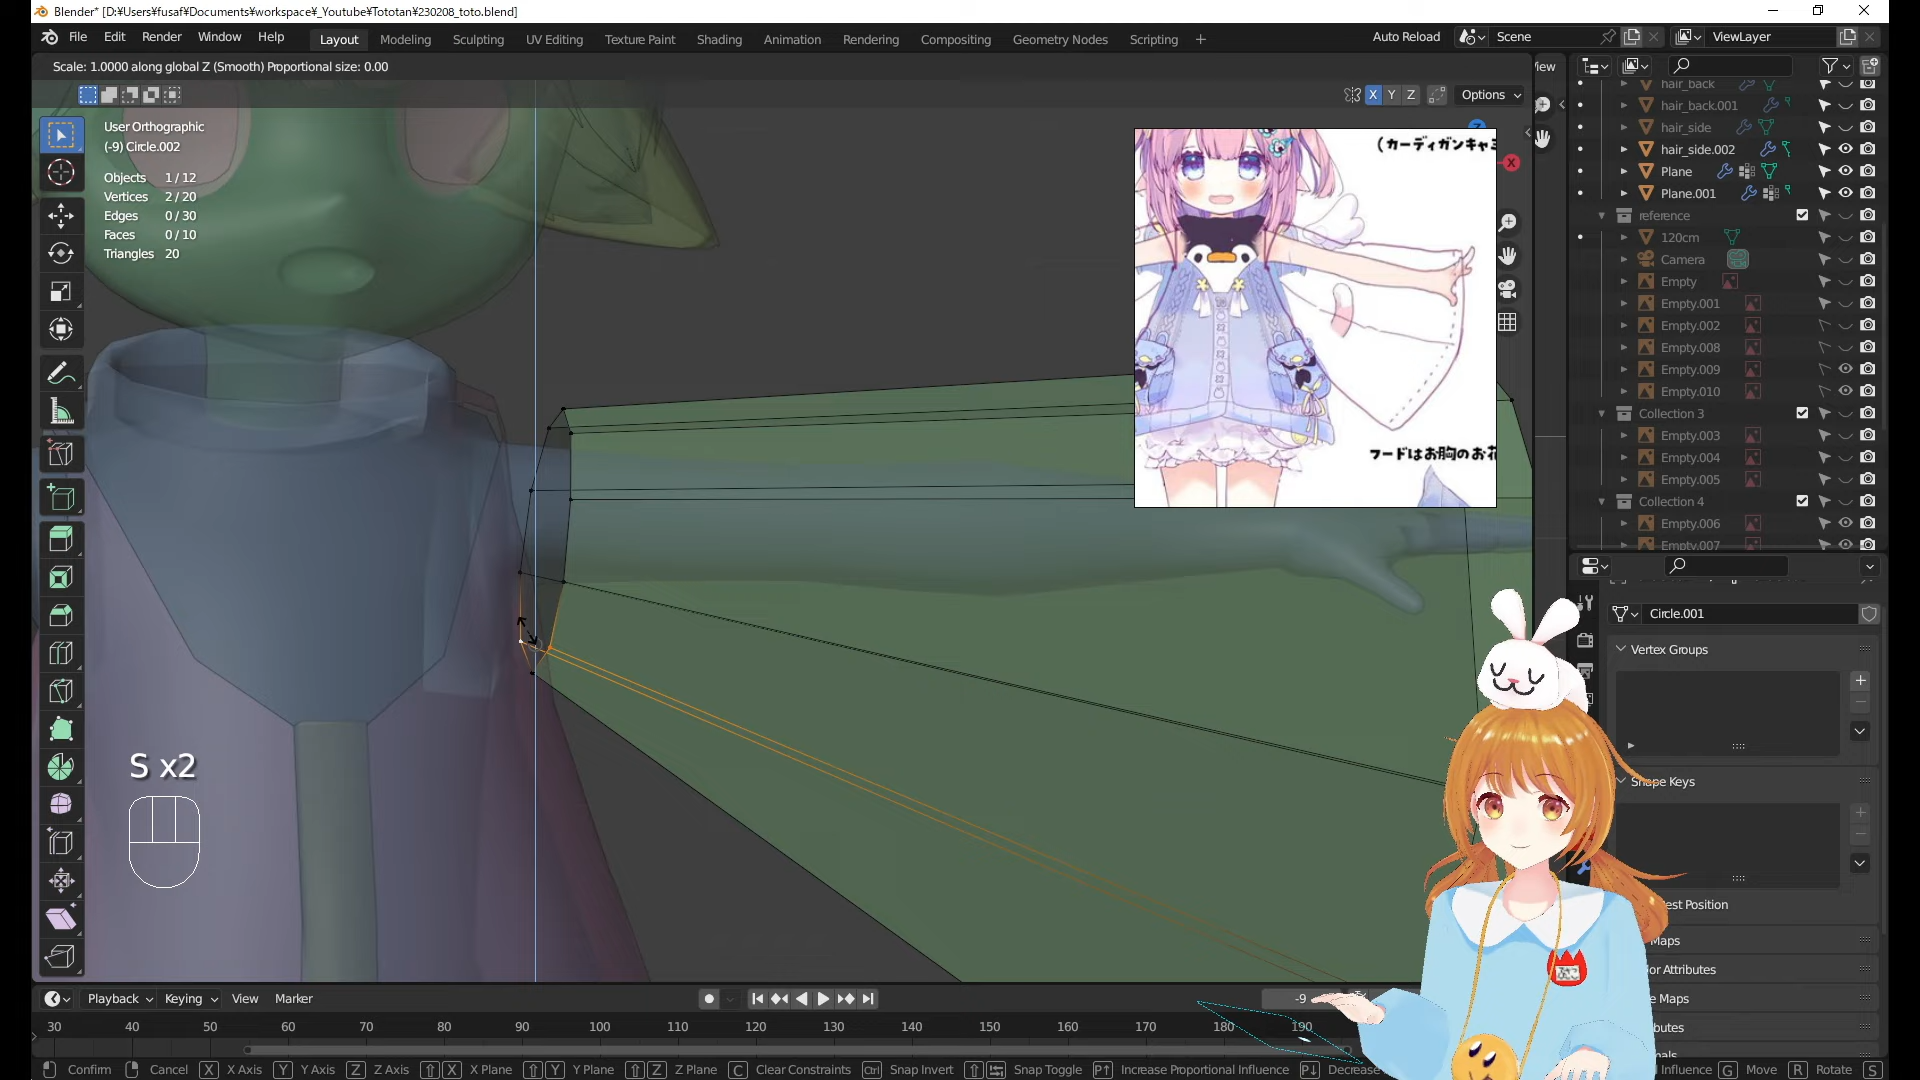 Blender* [D:¥Users¥fusaf¥Documents¥workspace¥_Youtube¥Tototan¥230208_toto.blend]
File Edit Render Window Help Layout Modeling Sculpting UV Editing Texture Paint Shading Animation Rendering Compositing Geometry Nodes Scripting + Auto Reload Scene ViewLayer
Scale: 1.0000 along global Z (Smooth) Proportional size: 0.00
X Y Z Options
User Orthographic
(-9) Circle.002
Objects 1 / 12
Vertices 2 / 20
Edges 0 / 30
Faces 0 / 10
Triangles 20
X
フードはお胸のお花
S x2
hair_back
hair_back.001
hair_side
hair_side.002
Plane
Plane.001
reference
120cm
Camera
Empty
Empty.001
Empty.002
Empty.008
Empty.009
Empty.010
Collection 3
Empty.003
Empty.004
Empty.005
Collection 4
Empty.006
Empty.007
Circle.001
Vertex Groups
Shape Keys
est Position
Maps
or Attributes
e Maps
butes
Playback Keying View Marker
-9
30 40 50 60 70 80 90 100 110 120 130 140 150 160 170 180 190
Confirm Cancel X X Axis Y Y Axis Z Z Axis X X Plane Y Y Plane Z Z Plane C Clear Constraints Ctrl Snap Invert Snap Toggle Increase Proportional Influence Decrease Influence G Move R Rotate S